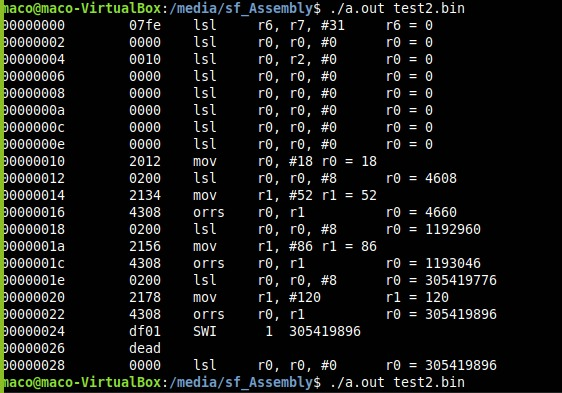 maco@maco-VirtualBox:/media/sf_Assembly$ ./a.out test2.bin
00000000 07fe lsl r6, r7, #31 r6 = 0
00000002 0000 lsl r0, r0, #0 r0 = 0
00000004 0010 lsl r0, r2, #0 r0 = 0
00000006 0000 lsl r0, r0, #0 r0 = 0
00000008 0000 lsl r0, r0, #0 r0 = 0
0000000a 0000 lsl r0, r0, #0 r0 = 0
0000000c 0000 lsl r0, r0, #0 r0 = 0
0000000e 0000 lsl r0, r0, #0 r0 = 0
00000010 2012 mov r0, #18 r0 = 18
00000012 0200 lsl r0, r0, #8 r0 = 4608
00000014 2134 mov r1, #52 r1 = 52
00000016 4308 orrs r0, r1 r0 = 4660
00000018 0200 lsl r0, r0, #8 r0 = 1192960
0000001a 2156 mov r1, #86 r1 = 86
0000001c 4308 orrs r0, r1 r0 = 1193046
0000001e 0200 lsl r0, r0, #8 r0 = 305419776
00000020 2178 mov r1, #120 r1 = 120
00000022 4308 orrs r0, r1 r0 = 305419896
00000024 df01 SWI 1 305419896
00000026 dead
00000028 0000 lsl r0, r0, #0 r0 = 305419896
maco@maco-VirtualBox:/media/sf_Assembly$ ./a.out test2.bin